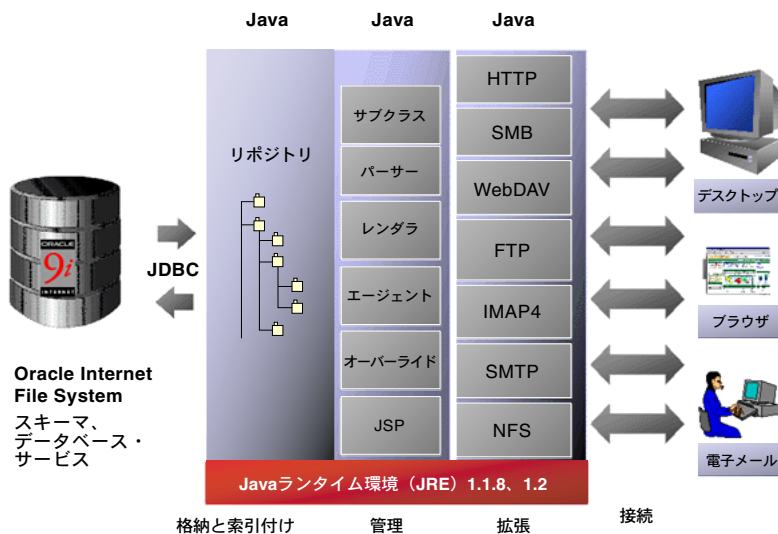 Java
Java
Java
リポジトリ
サブクラス
パーサー
レンダラ
エージェント
オーバーライド
JSP
HTTP
SMB
WebDAV
FTP
IMAP4
SMTP
NFS
デスクトップ
ブラウザ
電子メール
ORACLE
9i
INTERNET
JDBC
Oracle Internet
File System
スキーマ、
データベース・
サービス
Javaランタイム環境（JRE）1.1.8、1.2
格納と索引付け
管理
拡張
接続